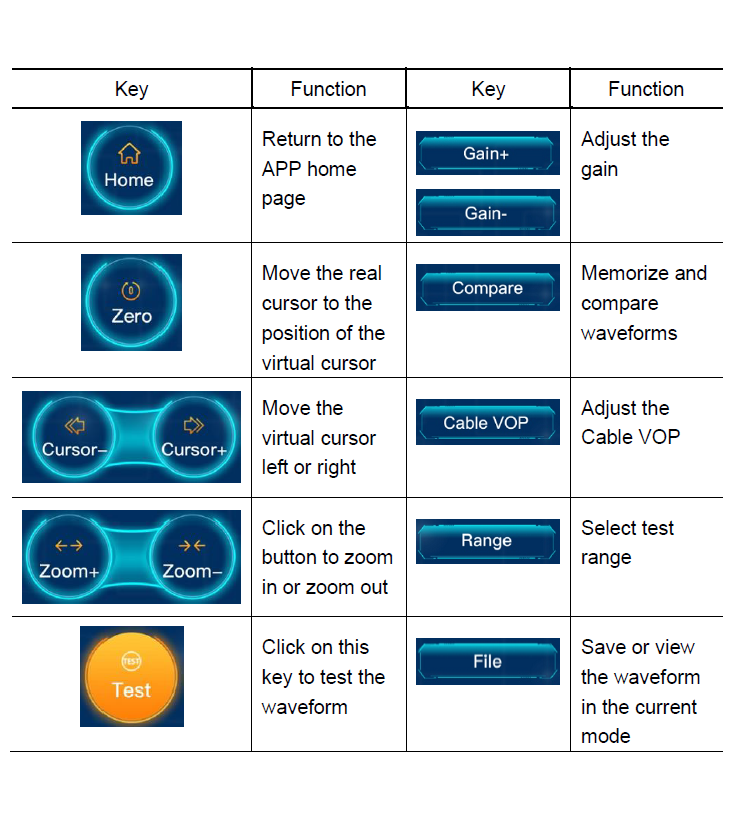 Key Function Key Function
Home
Return to the
APP home
page
Gain+
Gain-
Adjust the
gain
Zero
Move the real
cursor to the
position of the
virtual cursor
Compare
Memorize and
compare
waveforms
Cursor– Cursor+
Move the
virtual cursor
left or right
Cable VOP
Adjust the
Cable VOP
Zoom+ Zoom–
Click on the
button to zoom
in or zoom out
Range
Select test
range
TEST
Test
Click on this
key to test the
waveform
File
Save or view
the waveform
in the current
mode